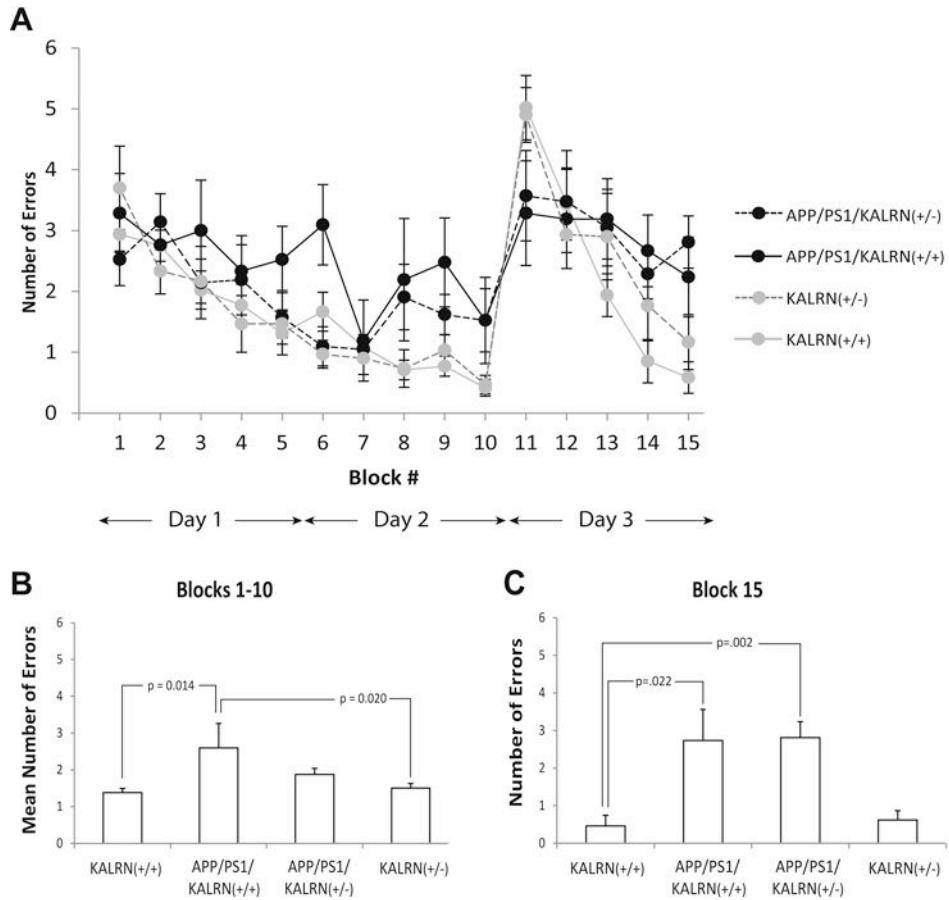 A
6
5
4
3
2
1
0
Number of Errors
1 2 3 4 5 6 7 8 9 10 11 12 13 14 15
Block #
Day 1 Day 2 Day 3
APP/PS1/KALRN(+/-)
APP/PS1/KALRN(+/+)
KALRN(+/-)
KALRN(+/+)
B
Blocks 1-10
6
5
4
3
2
1
0
Mean Number of Errors
p = 0.014
p = 0.020
KALRN(+/+) APP/PS1/ APP/PS1/ KALRN(+/-)
KALRN(+/+) KALRN(+/-)
C
Block 15
6
5
4
3
2
1
0
Number of Errors
p=.002
p=.022
KALRN(+/+) APP/PS1/ APP/PS1/ KALRN(+/-)
KALRN(+/+) KALRN(+/-)